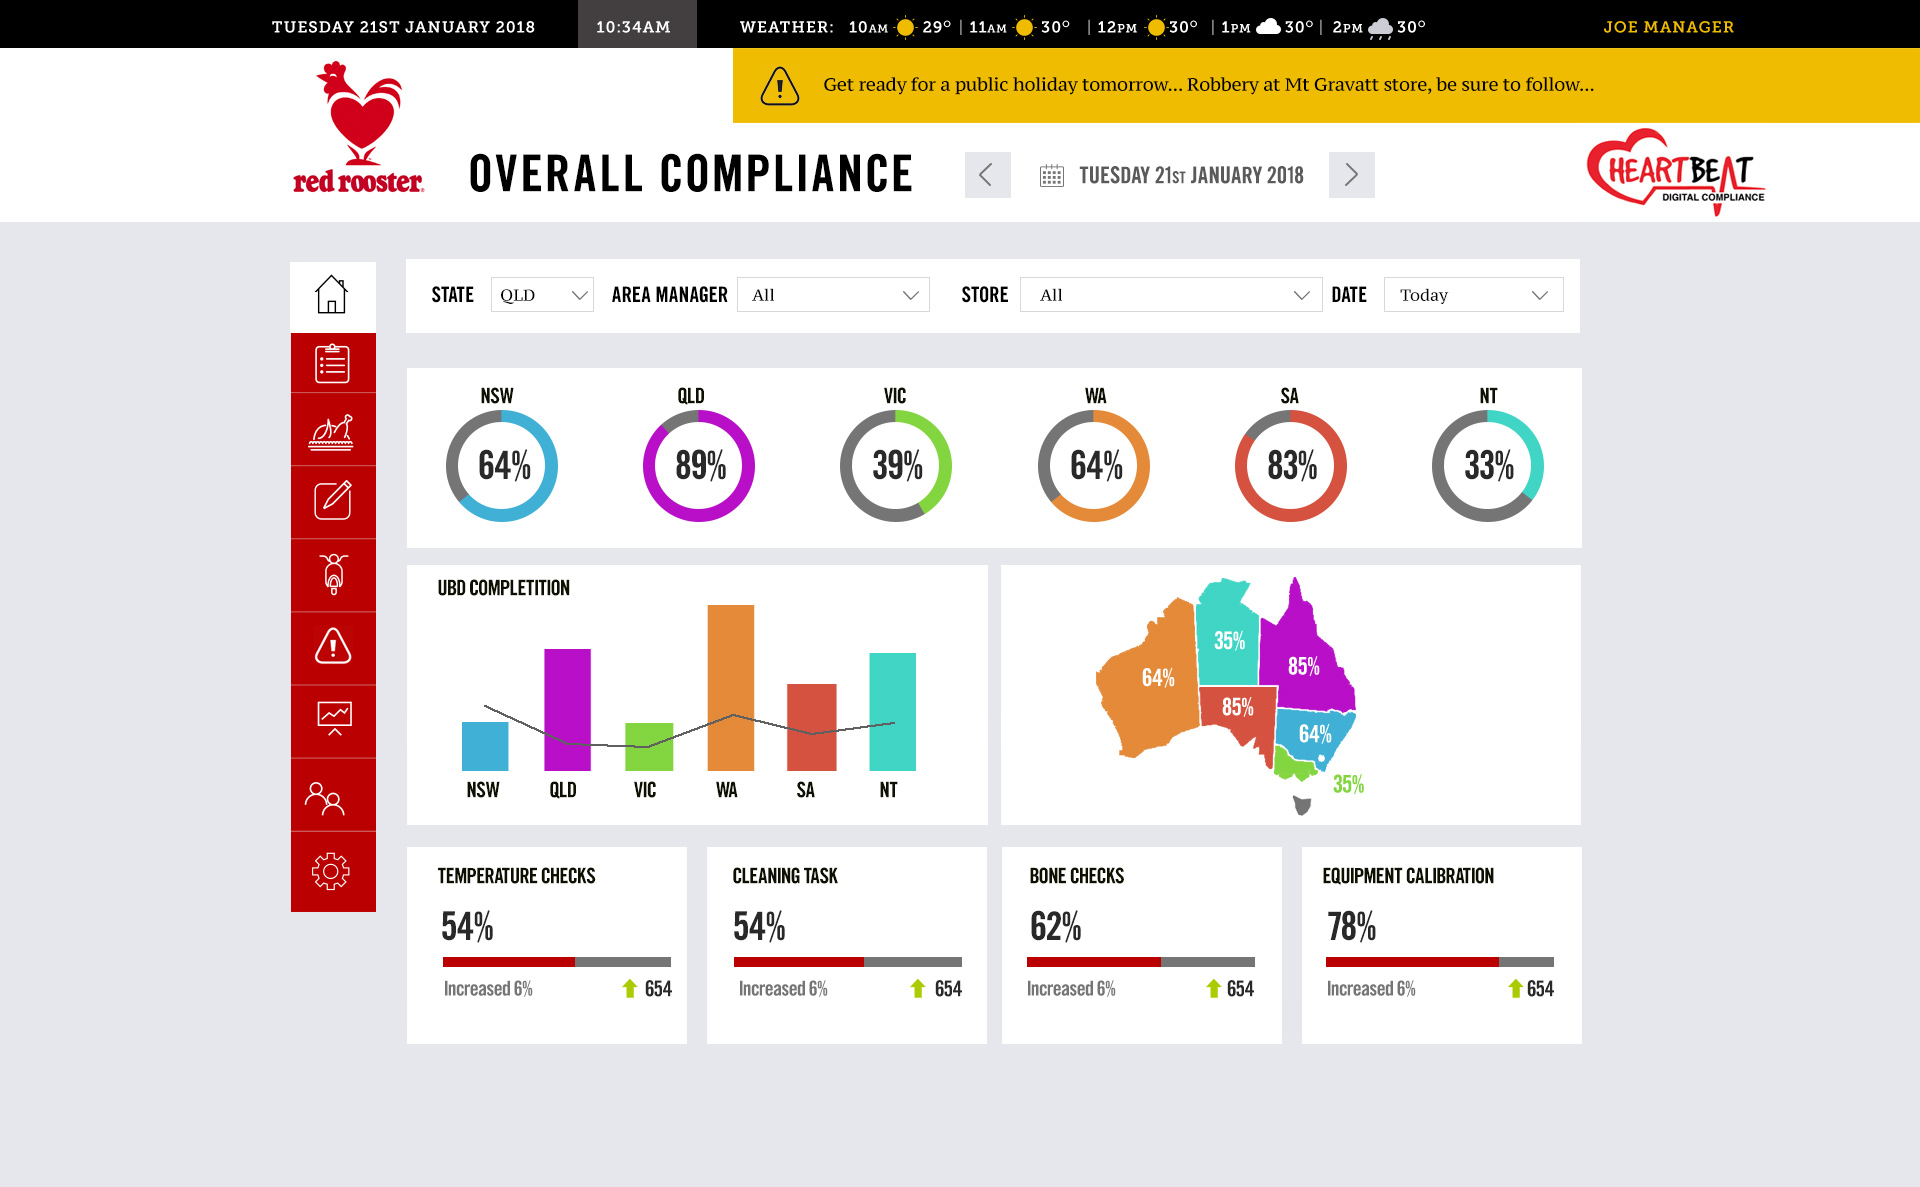 TUESDAY 21ST JANUARY 2018 10:34AM WEATHER: 10AM 29° | 11AM 30° | 12PM 30° | 1PM 30° | 2PM 30° JOE MANAGER
Get ready for a public holiday tomorrow... Robbery at Mt Gravatt store, be sure to follow...
red rooster
OVERALL COMPLIANCE
TUESDAY 21ST JANUARY 2018
HEARTBEAT
DIGITAL COMPLIANCE
STATE QLD AREA MANAGER All STORE All DATE Today
NSW QLD VIC WA SA NT
64% 89% 39% 64% 83% 33%
UBD COMPLETITION
NSW QLD VIC WA SA NT
35%
85%
64%
85%
64%
35%
TEMPERATURE CHECKS
54%
Increased 6% 654
CLEANING TASK
54%
Increased 6% 654
BONE CHECKS
62%
Increased 6% 654
EQUIPMENT CALIBRATION
78%
Increased 6% 654